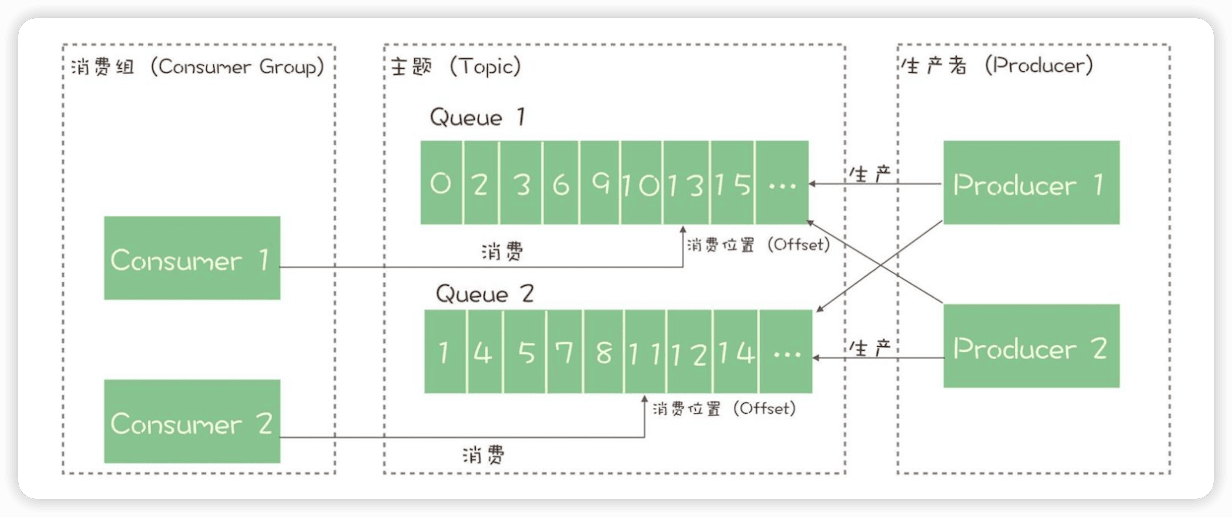 消费组 (Consumer Group)
Consumer 1
Consumer 2
消费
消费
主题 (Topic)
Queue 1
0 2 3 6 9 10 13 15 ...
消费位置 (Offset)
Queue 2
1 4 5 7 8 11 12 14 ...
消费位置 (Offset)
生产者 (Producer)
生产
Producer 1
生产
Producer 2